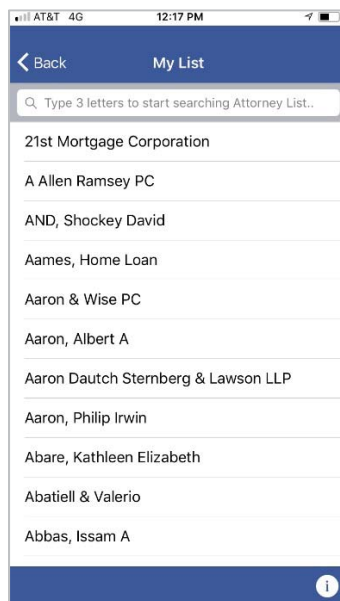 AT&T 4G 12:17 PM
Back My List
Type 3 letters to start searching Attorney List..
21st Mortgage Corporation
A Allen Ramsey PC
AND, Shockey David
Aames, Home Loan
Aaron & Wise PC
Aaron, Albert A
Aaron Dautch Sternberg & Lawson LLP
Aaron, Philip Irwin
Abare, Kathleen Elizabeth
Abatiell & Valerio
Abbas, Issam A
i